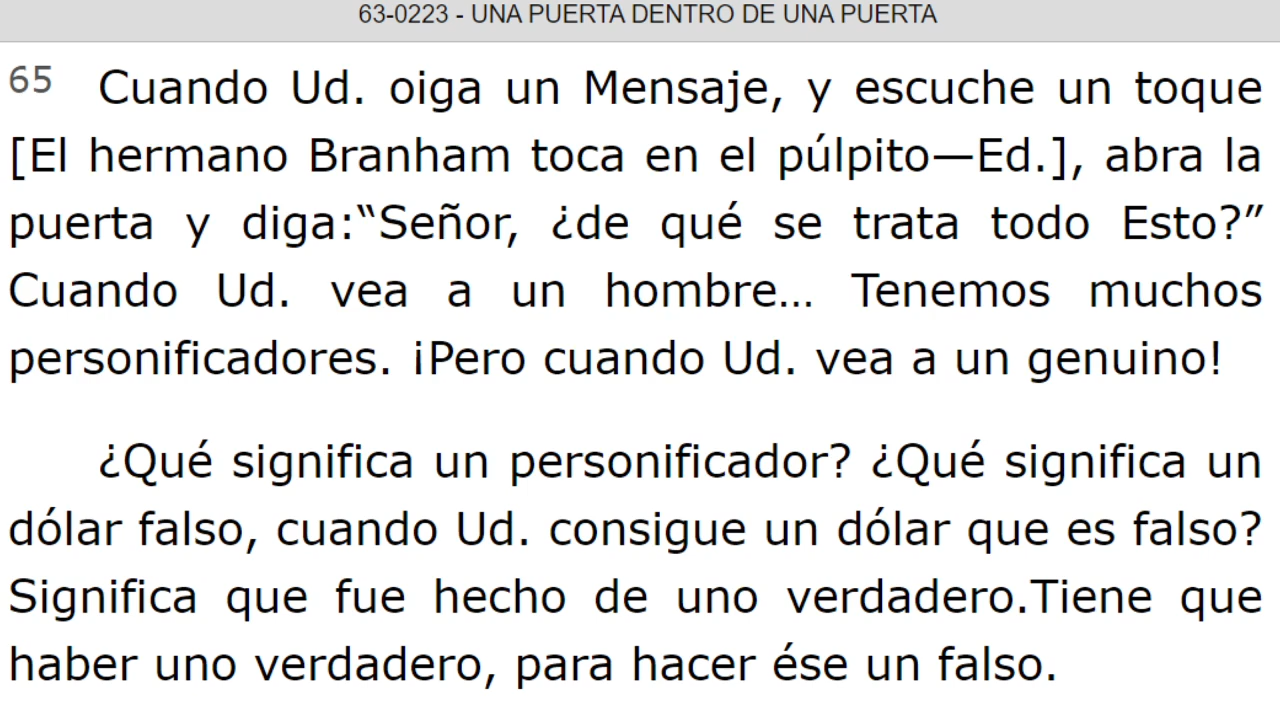 63-0223 - UNA PUERTA DENTRO DE UNA PUERTA
65 Cuando Ud. oiga un Mensaje, y escuche un toque
[El hermano Branham toca en el púlpito—Ed.], abra la
puerta y diga:“Señor, ¿de qué se trata todo Esto?”
Cuando Ud. vea a un hombre... Tenemos muchos
personificadores. ¡Pero cuando Ud. vea a un genuino!
¿Qué significa un personificador? ¿Qué significa un
dólar falso, cuando Ud. consigue un dólar que es falso?
Significa que fue hecho de uno verdadero.Tiene que
haber uno verdadero, para hacer ése un falso.